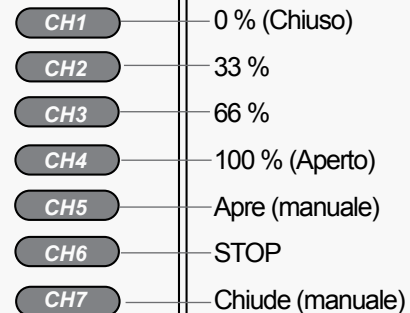 CH1 0 % (Chiuso)
CH2 33 %
CH3 66 %
CH4 100 % (Aperto)
CH5 Apre (manuale)
CH6 STOP
CH7 Chiude (manuale)